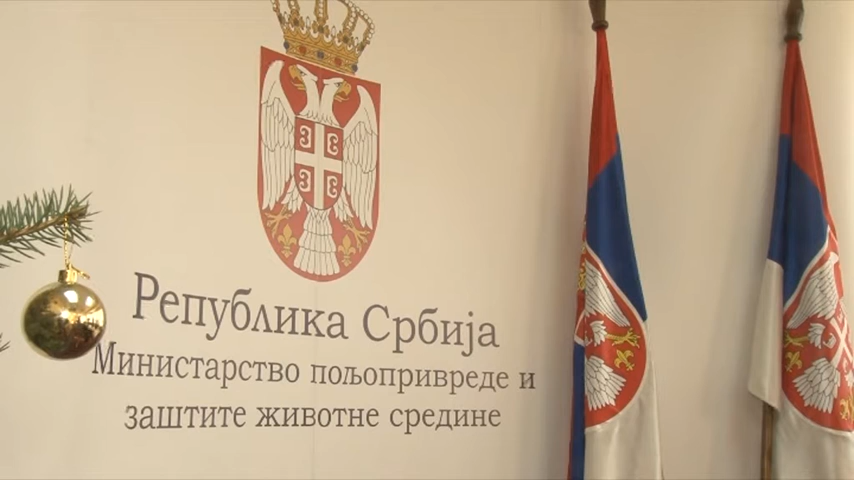 Република Србија
Министарство пољопривреде и
заштите животне средине